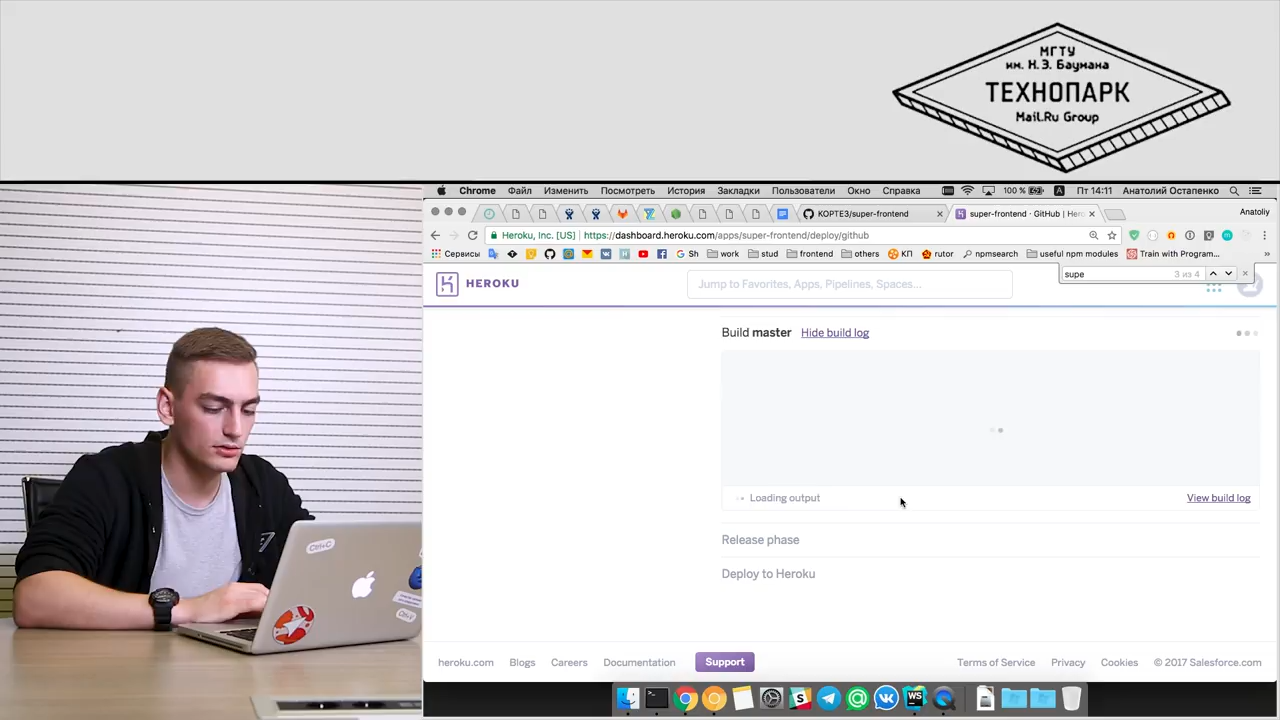 МГТУ
им. Н.Э. Баумана
ТЕХНОПАРК
Mail.Ru Group
Chrome Файл Изменить Посмотреть История Закладки Пользователи Окно Справка 100 % A Пт 14:11 Анатолий Остапенко
KOPTE3/super-frontend
super-frontend · GitHub | Hero
Anatoliy
Heroku, Inc. [US] https://dashboard.heroku.com/apps/super-frontend/deploy/github
Сервисы Sh work stud frontend others КП rutor npmsearch useful npm modules Train with Program...
supe 3 из 4
HEROKU
Jump to Favorites, Apps, Pipelines, Spaces...
Build master Hide build log
Loading output
View build log
Release phase
Deploy to Heroku
heroku.com Blogs Careers Documentation Support Terms of Service Privacy Cookies © 2017 Salesforce.com
Ctrl+C
Ctrl+V